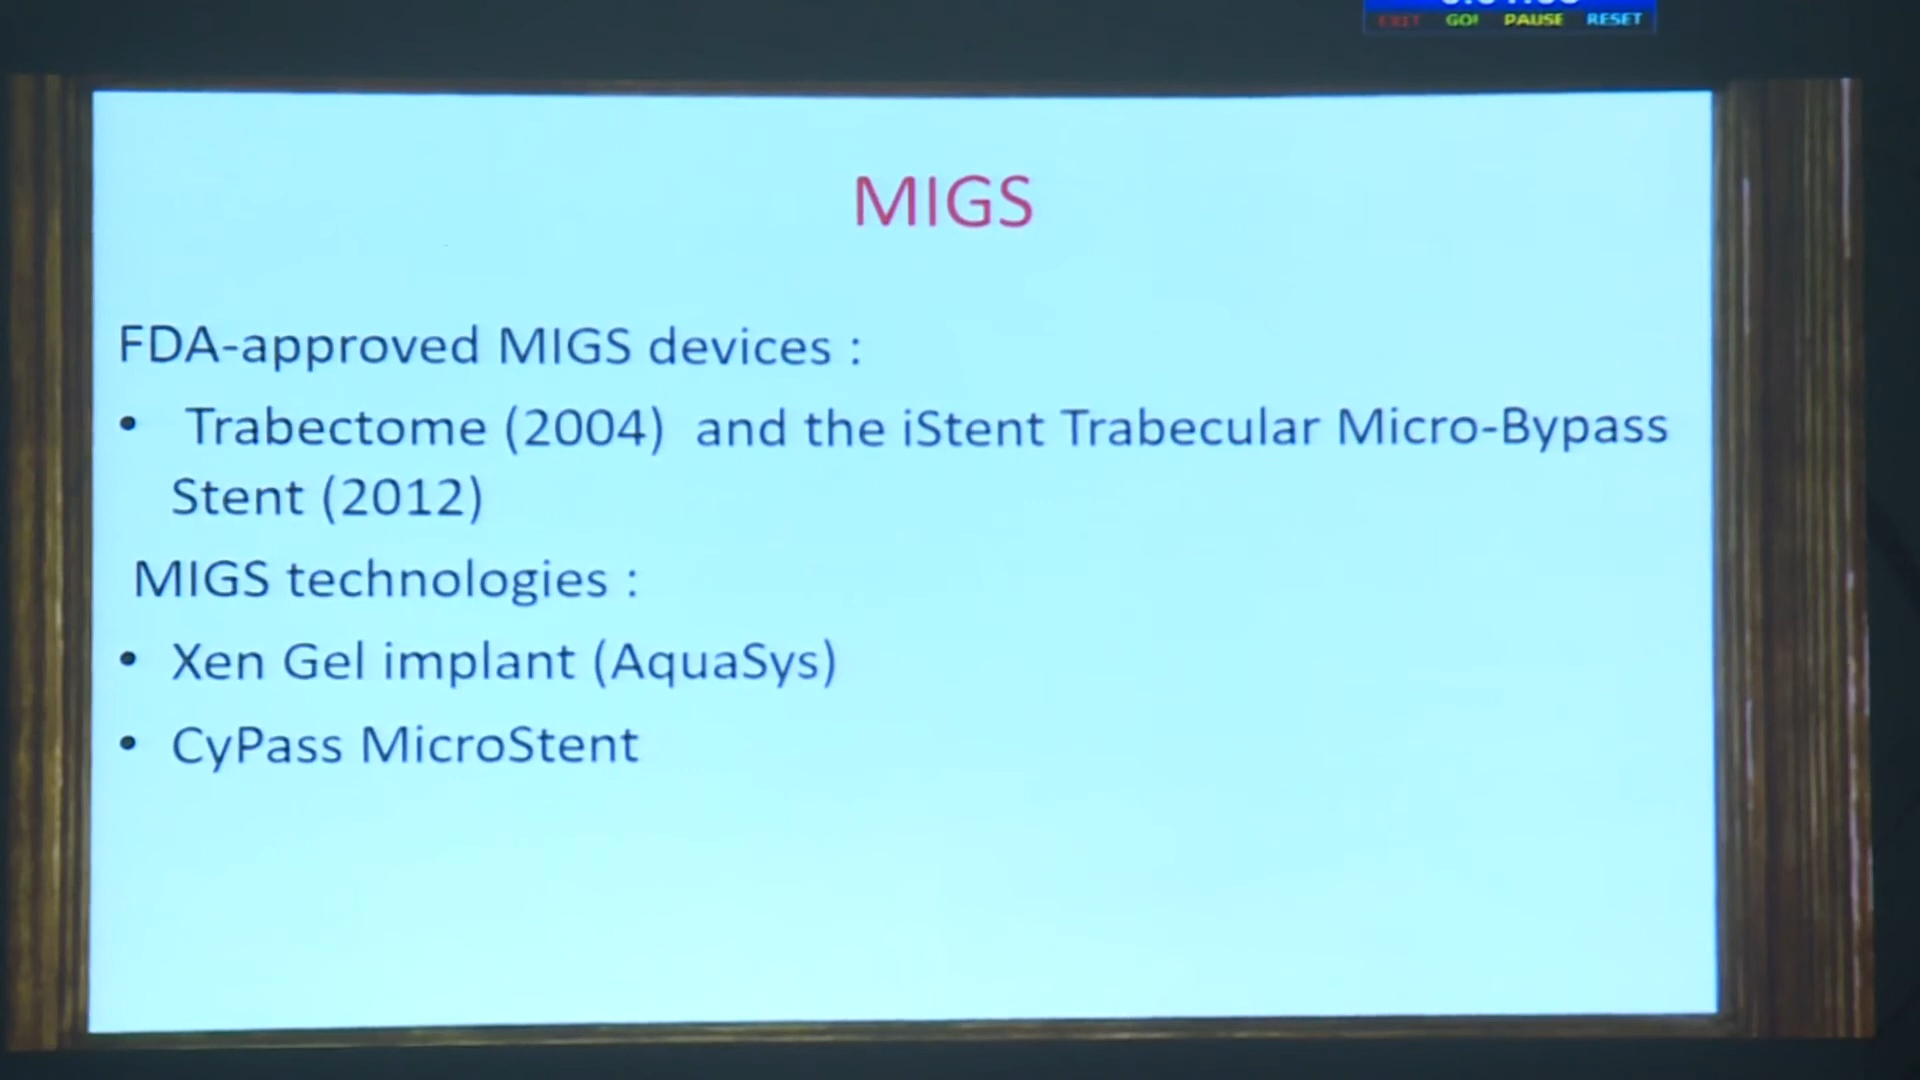 EXIT GO! PAUSE RESET
MIGS
FDA-approved MIGS devices :
• Trabectome (2004) and the iStent Trabecular Micro-Bypass
Stent (2012)
MIGS technologies :
• Xen Gel implant (AquaSys)
• CyPass MicroStent